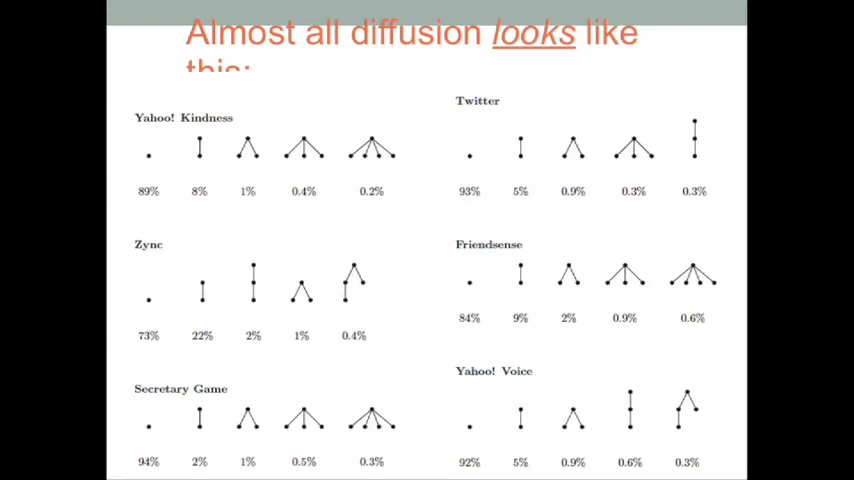 Almost all diffusion looks like
this:
Yahoo! Kindness
89% 8% 1% 0.4% 0.2%
Zync
73% 22% 2% 1% 0.4%
Secretary Game
94% 2% 1% 0.5% 0.3%
Twitter
93% 5% 0.9% 0.3% 0.3%
Friendsense
84% 9% 2% 0.9% 0.6%
Yahoo! Voice
92% 5% 0.9% 0.6% 0.3%